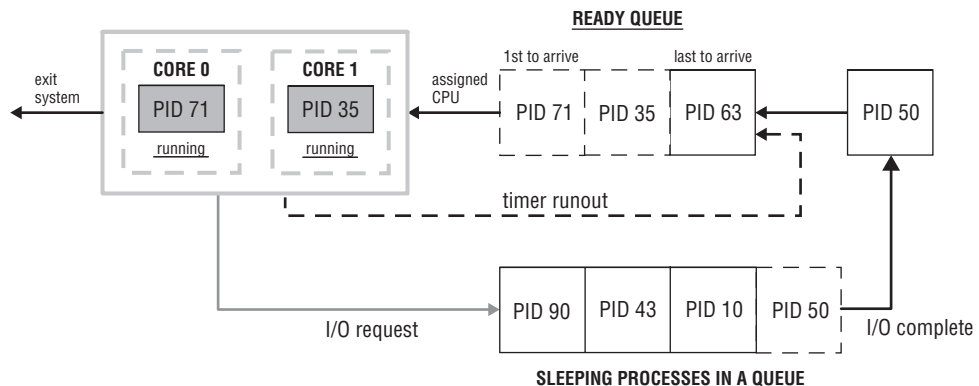 READY QUEUE
1st to arrive
last to arrive
exit
system
CORE 0
PID 71
running
CORE 1
PID 35
running
assigned
CPU
PID 71
PID 35
PID 63
PID 50
timer runout
I/O request
PID 90
PID 43
PID 10
PID 50
I/O complete
SLEEPING PROCESSES IN A QUEUE